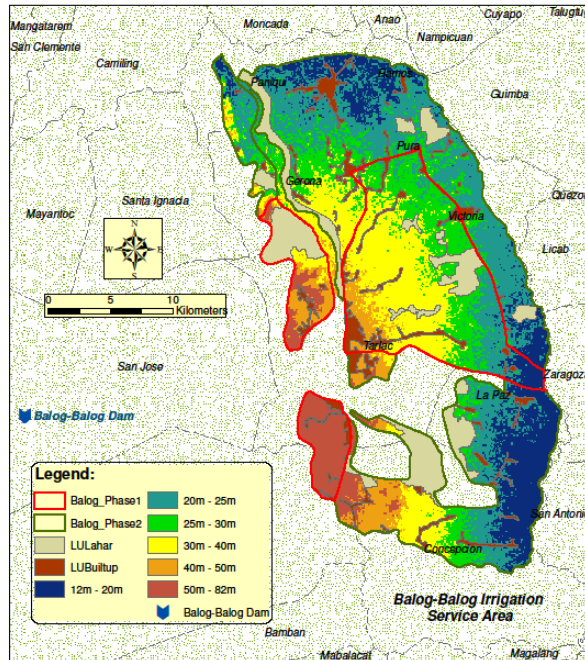 Mangatarem
San Clemente
Moncada
Anao
Cuyapo
Talugtug
Nampicuan
Camiling
Paniqui
Ramos
Guimba
Pura
Santa Ignacia
Gerona
Mayantoc
Victoria
Quezon
N
W E
S
Licab
0 5 10
Kilometers
Tarlac
San Jose
Zaragoza
La Paz
Balog-Balog Dam
Legend:
Balog_Phase1
Balog_Phase2
LULahar
LUBuiltup
12m - 20m
20m - 25m
25m - 30m
30m - 40m
40m - 50m
50m - 82m
Balog-Balog Dam
San Antonio
Concepcion
Balog-Balog Irrigation
Service Area
Bamban
Mabalacat
Magalang